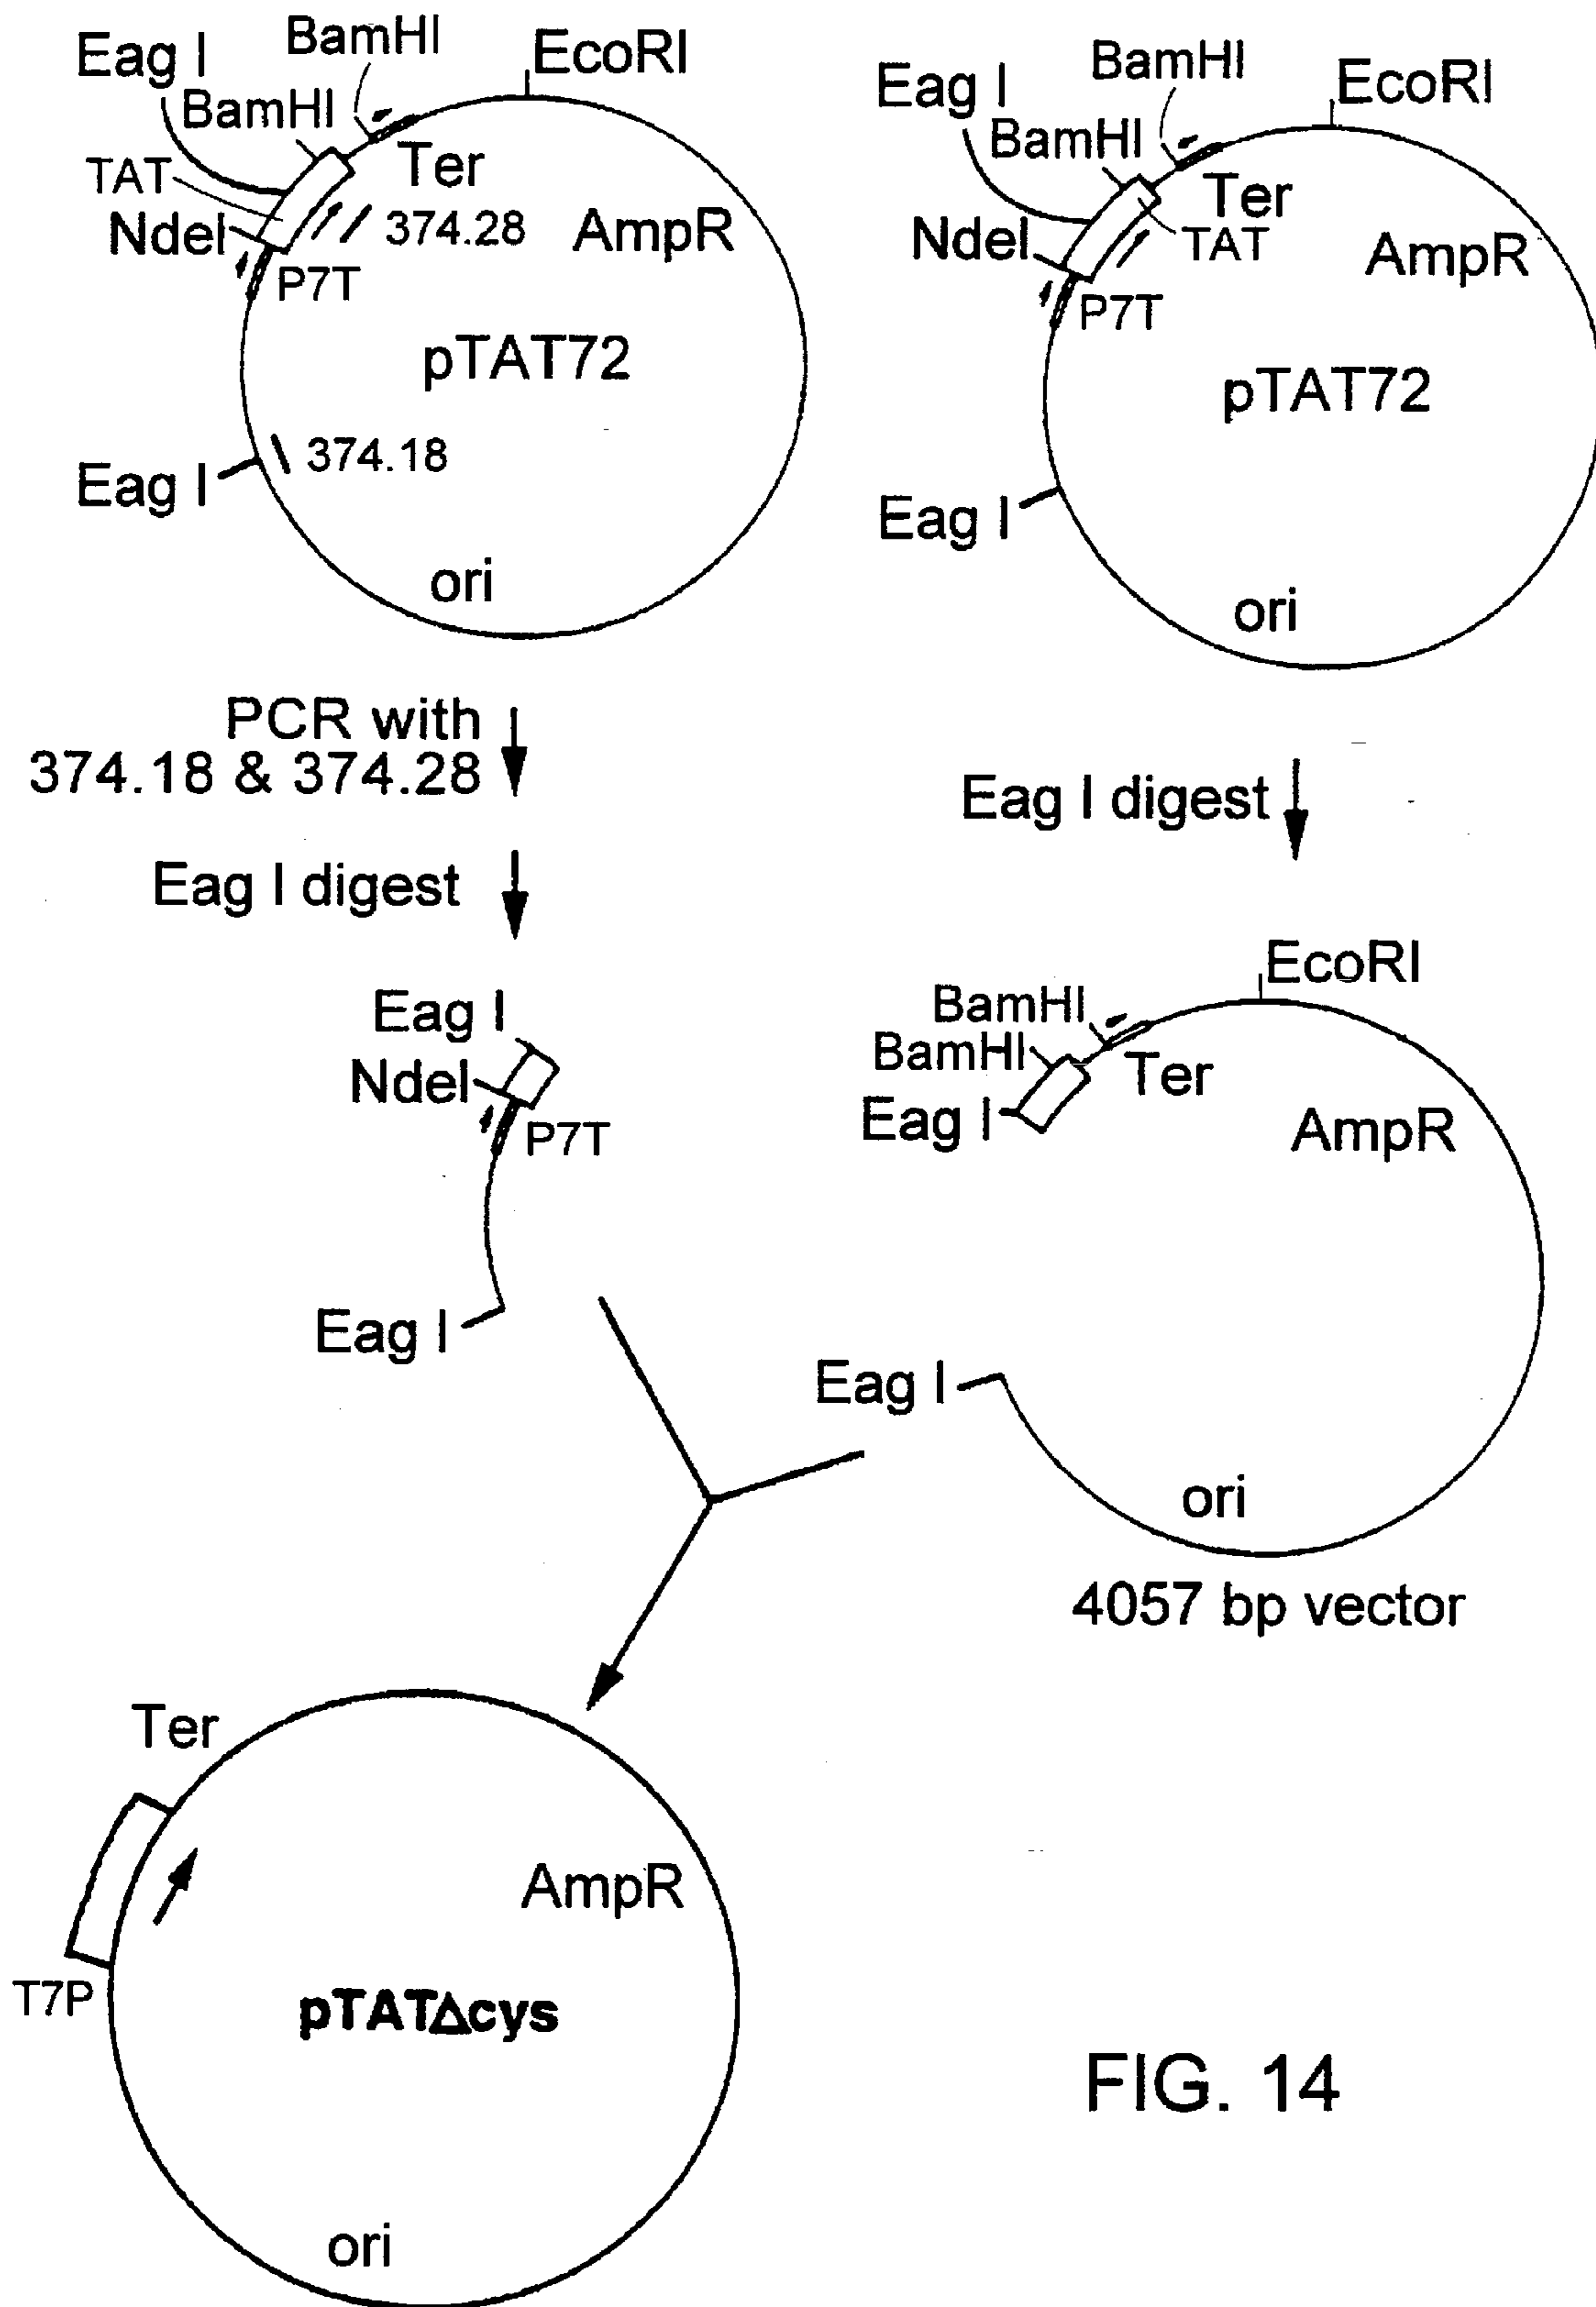 Eag I
BamHI
EcoRI
BamHI
TAT
NdeI
Ter
374.28
AmpR
P7T
pTAT72
374.18
Eag I
ori
Eag I
BamHI
EcoRI
BamHI
NdeI
Ter
TAT
AmpR
P7T
pTAT72
Eag I
ori
PCR with
374.18 & 374.28
Eag I digest
Eag I digest
Eag I
NdeI
P7T
Eag I
EcoRI
BamHI
BamHI
Ter
Eag I
AmpR
Eag I
ori
4057 bp vector
Ter
AmpR
T7P
pTATΔcys
ori
FIG. 14